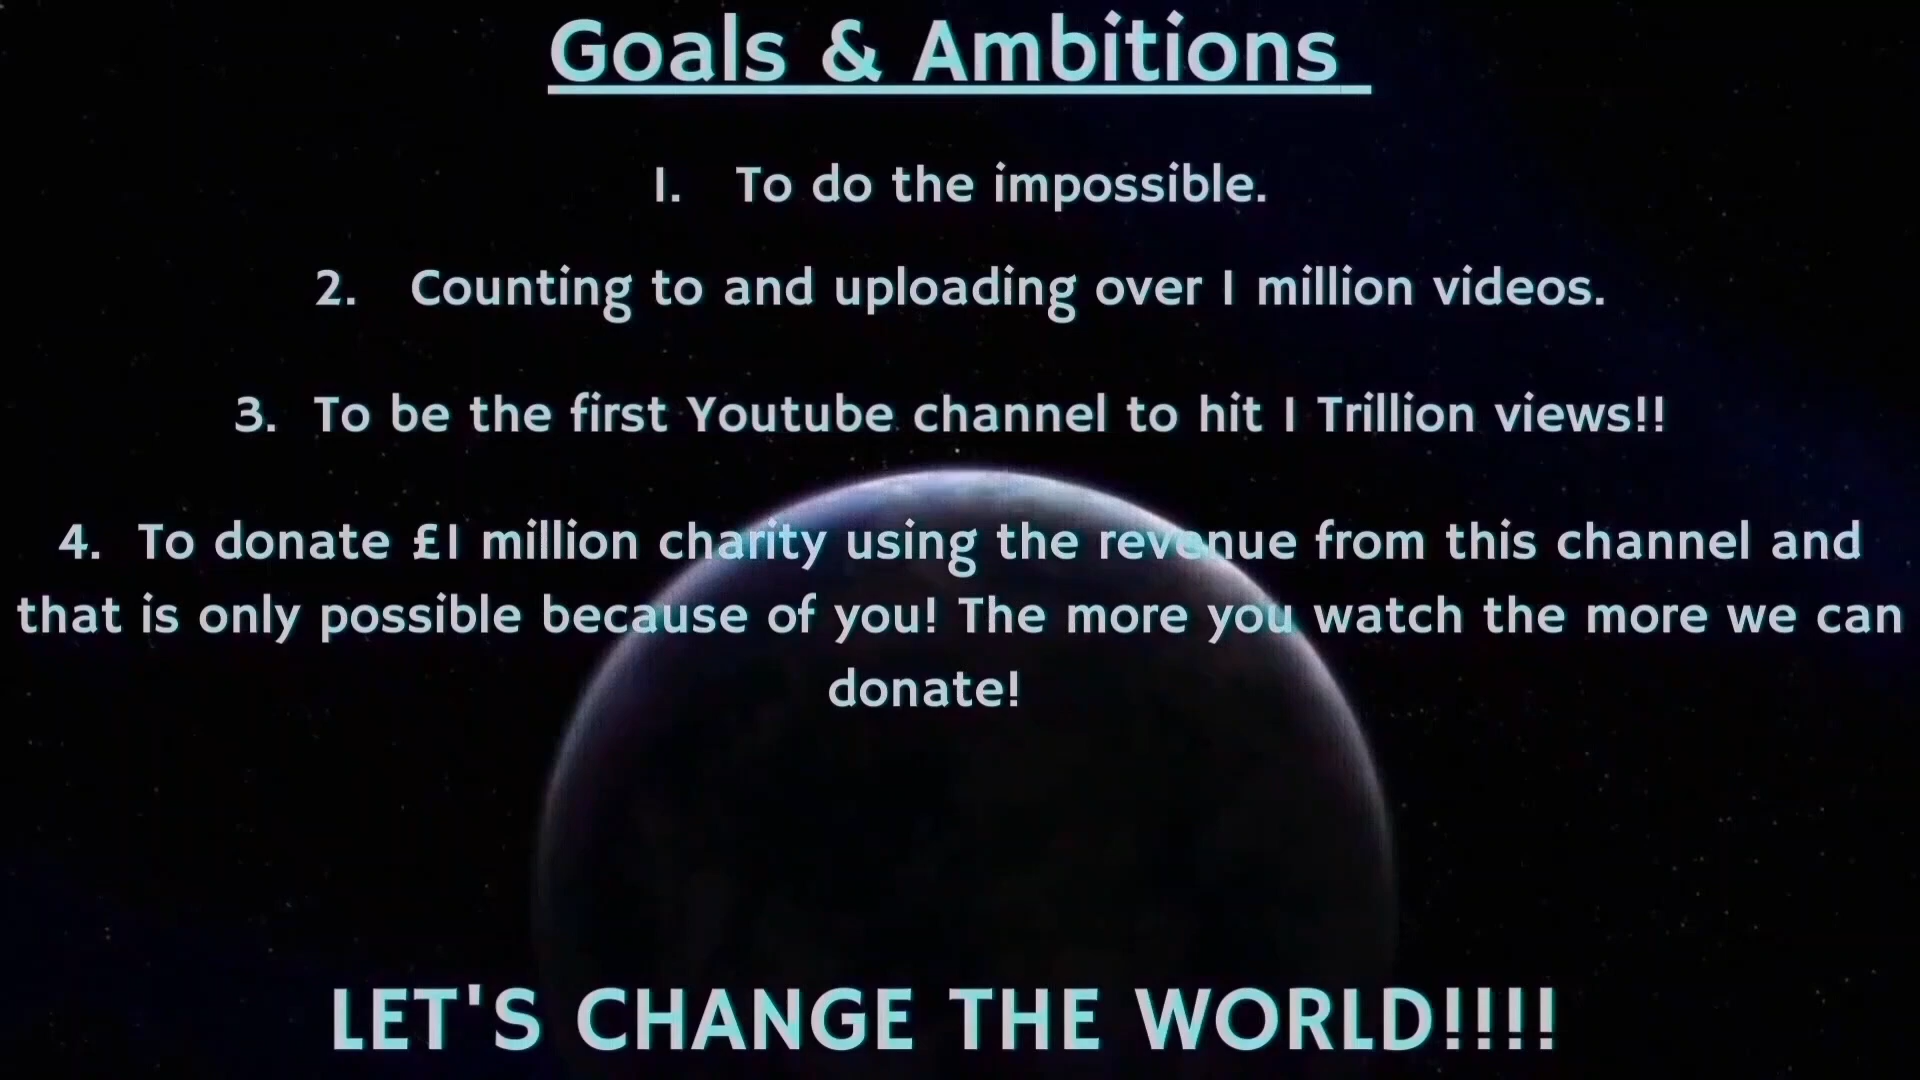 Goals & Ambitions
1. To do the impossible.
2. Counting to and uploading over 1 million videos.
3. To be the first Youtube channel to hit 1 Trillion views!!
4. To donate £1 million charity using the revenue from this channel and
that is only possible because of you! The more you watch the more we can
donate!
LET'S CHANGE THE WORLD!!!!